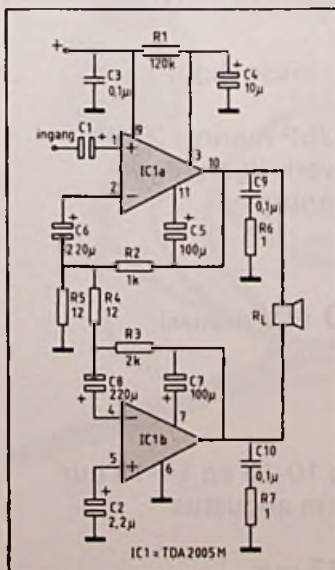 R1
120k
+
C3
0,1µ
+
C4
10µ
ingang
C1
+
9
1
+
3
10
IC1a
2
-
11
C9
0,1µ
C6
220µ
+
+
C5
100µ
R6
1
R2
1k
R5
12
R4
12
R3
2k
RL
C8
220µ
+
+
C7
100µ
4
-
7
IC1b
5
+
6
C10
0,1µ
R7
1
+
C2
2,2µ
IC1 = TDA2005M